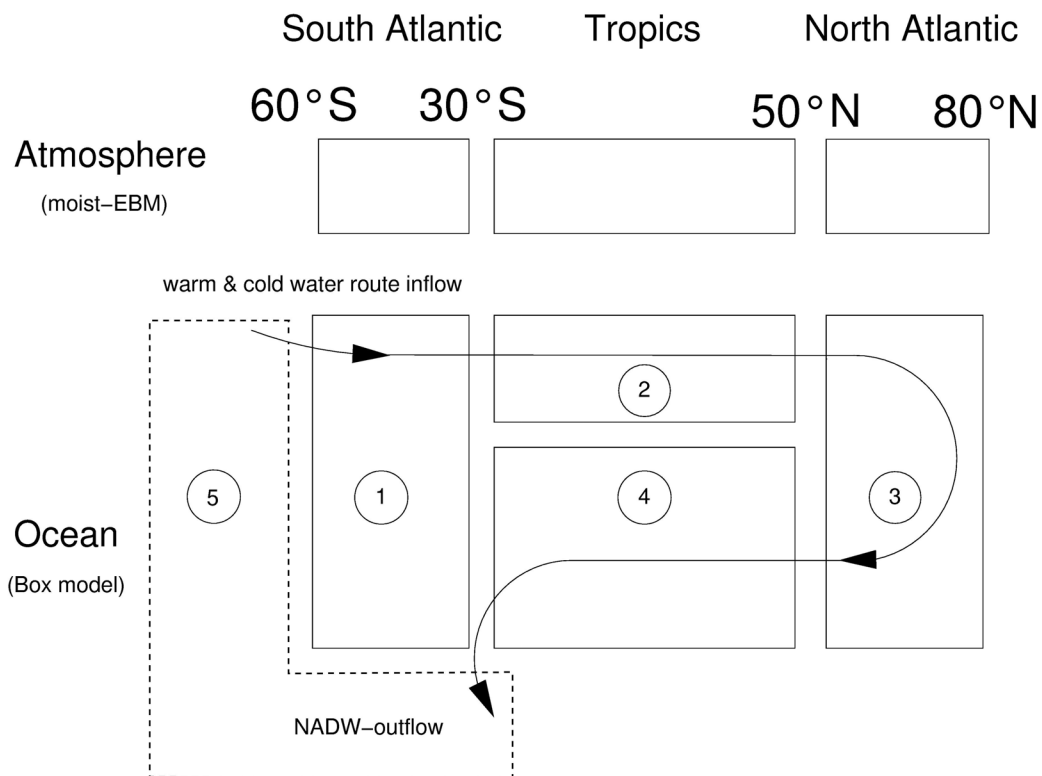 South Atlantic Tropics North Atlantic
60°S 30°S 50°N 80°N
Atmosphere
(moist−EBM)
warm & cold water route inflow
2
5 1 4 3
Ocean
(Box model)
NADW−outflow